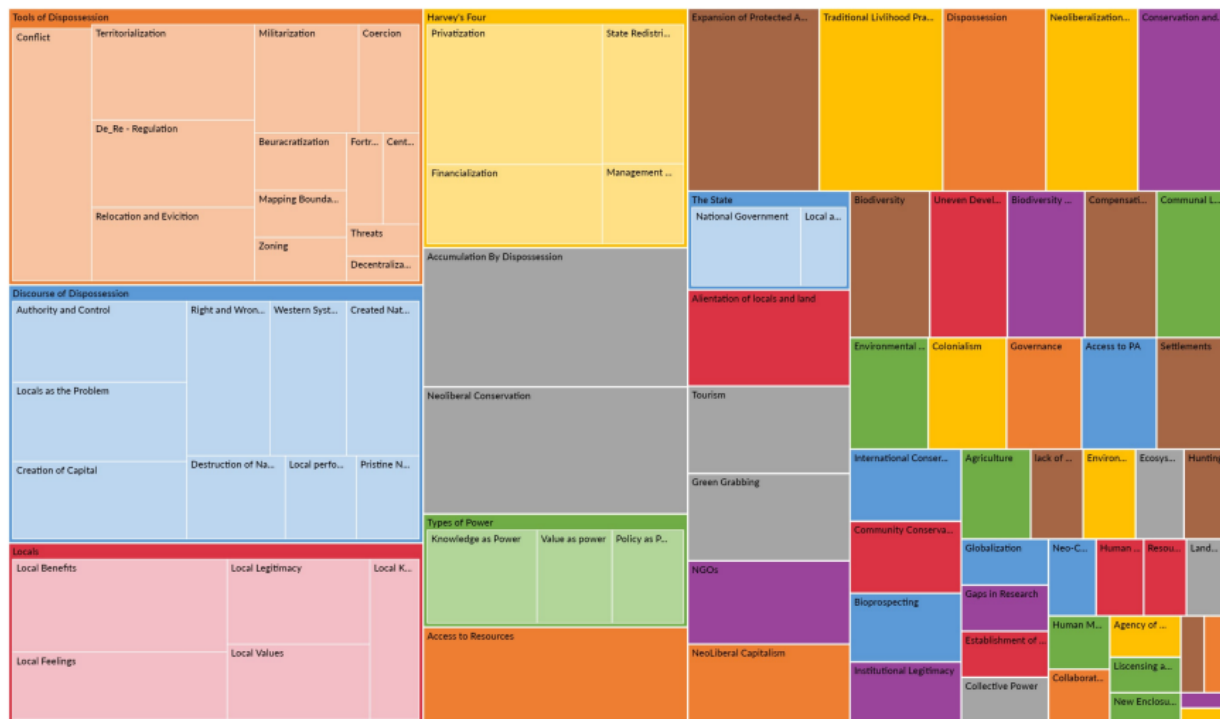 Tools of Dispossession
Conflict
Territorialization
Militarization
Coercion
De_Re - Regulation
Beuracratization
Fortr...
Cent...
Mapping Bounda...
Relocation and Evicition
Threats
Zoning
Decentraliza...
Discourse of Dispossession
Authority and Control
Right and Wron...
Western Syst...
Created Nat...
Locals as the Problem
Creation of Capital
Destruction of Na...
Local perfo...
Pristine N...
Locals
Local Benefits
Local Legitimacy
Local K...
Local Feelings
Local Values
Harvey's Four
Privatization
State Redistri...
Financialization
Management ...
Accumulation By Dispossession
Neoliberal Conservation
Types of Power
Knowledge as Power
Value as power
Policy as P...
Access to Resources
Expansion of Protected A...
Traditional Livlihood Pra...
Dispossession
Neoliberalization...
Conservation and...
The State
National Government
Local a...
Alientation of locals and land
Tourism
Green Grabbing
NGOs
NeoLiberal Capitalism
Biodiversity
Uneven Devel...
Biodiversity ...
Compensati...
Communal L...
Environmental ...
Colonialism
Governance
Access to PA
Settlements
International Conser...
Agriculture
lack of ...
Environ...
Ecosys...
Hunting
Community Conserva...
Globalization
Neo-C...
Human ...
Resou...
Land...
Bioprospecting
Gaps in Research
Human M...
Agency of ...
Establishment of ...
Institutional Legitimacy
Liscensing a...
Collective Power
Collaborat...
New Enclosu...